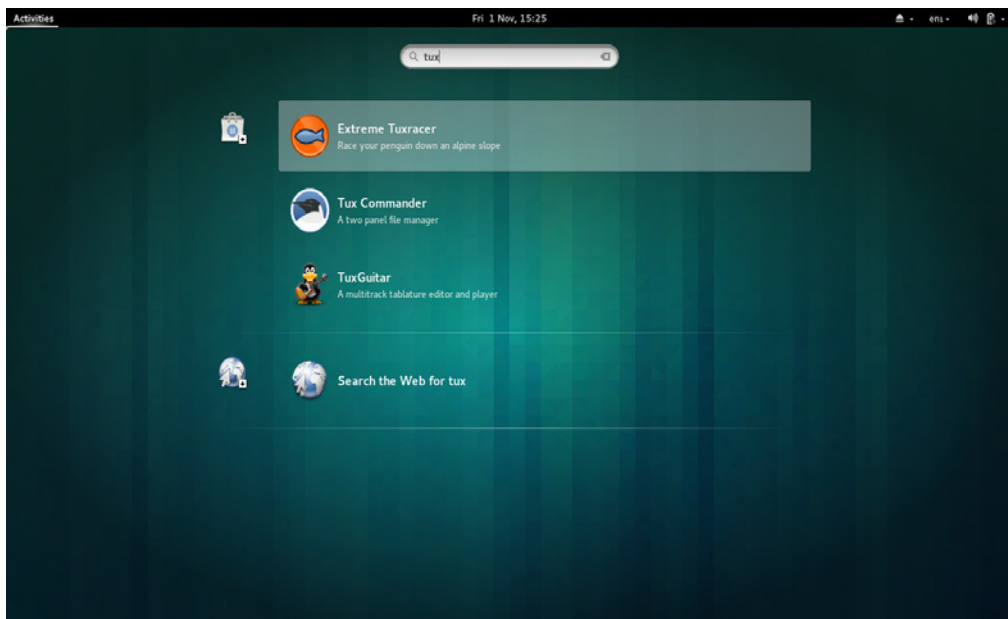 Activities Fri 1 Nov, 15:25 en₁
tux
Extreme Tuxracer
Race your penguin down an alpine slope
Tux Commander
A two panel file manager
TuxGuitar
A multitrack tablature editor and player
Search the Web for tux